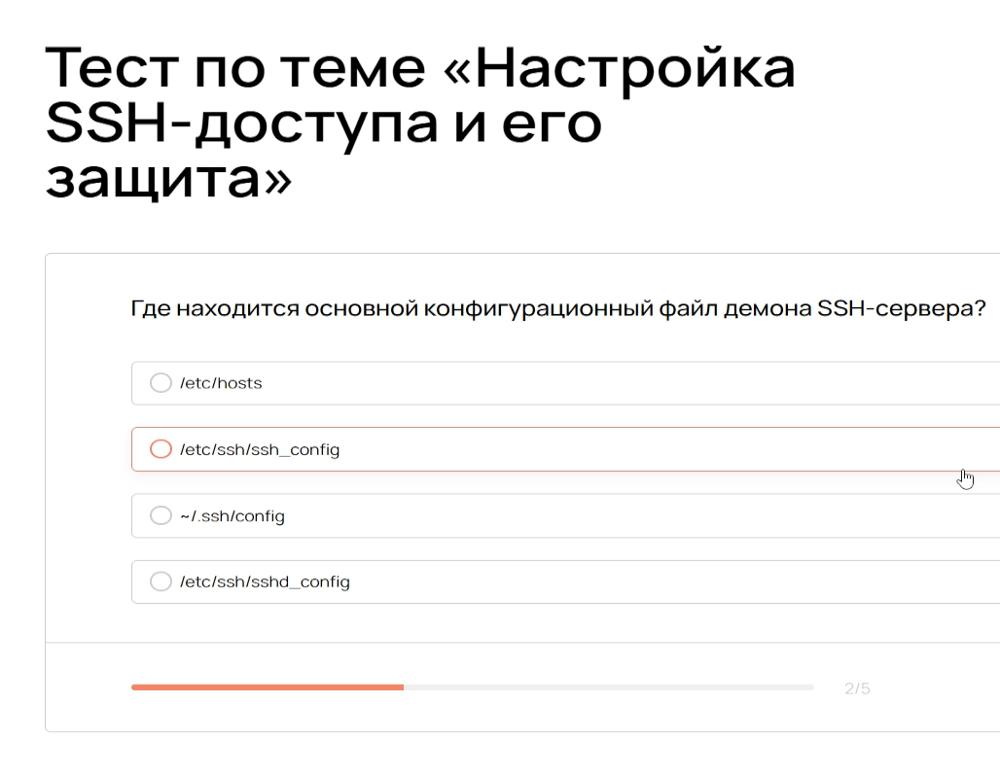 Тест по теме «Настройка
SSH-доступа и его
защита»
Где находится основной конфигурационный файл демона SSH-сервера?
/etc/hosts
/etc/ssh/ssh_config
~/.ssh/config
/etc/ssh/sshd_config
2/5